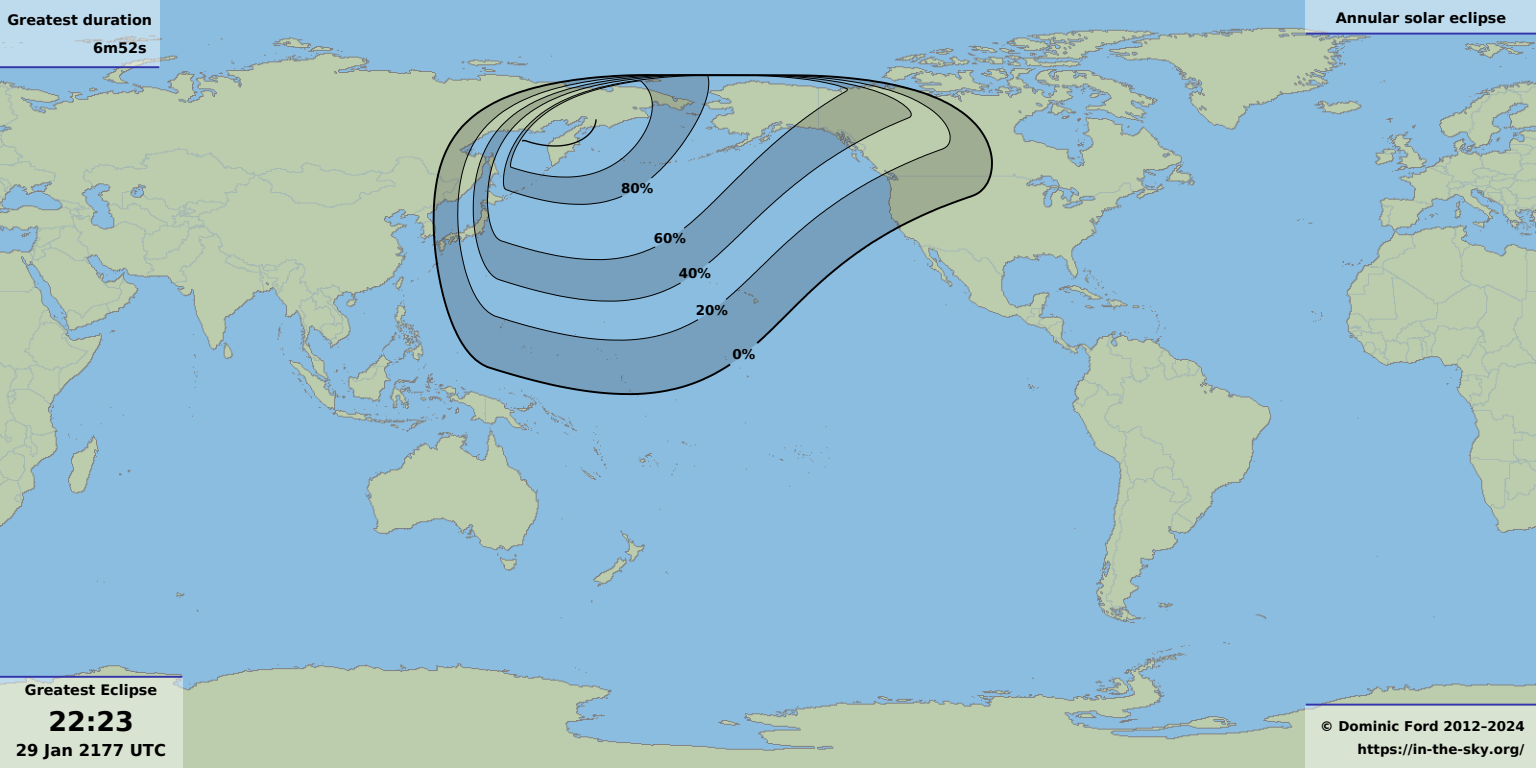 Greatest duration
6m52s
Annular solar eclipse
80%
60%
40%
20%
0%
Greatest Eclipse
22:23
29 Jan 2177 UTC
© Dominic Ford 2012–2024
https://in-the-sky.org/